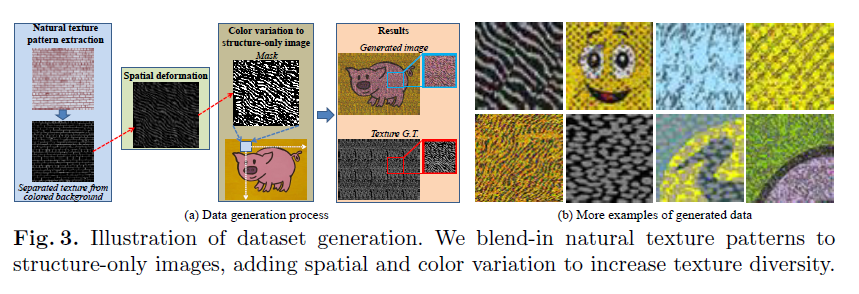 Natural texture
pattern extraction
Separated texture from
colored background
Spatial deformation
Color variation to
structure-only image
Mask
Results
Generated image
Texture G.T.
(a) Data generation process
(b) More examples of generated data
Fig. 3. Illustration of dataset generation. We blend-in natural texture patterns to
structure-only images, adding spatial and color variation to increase texture diversity.